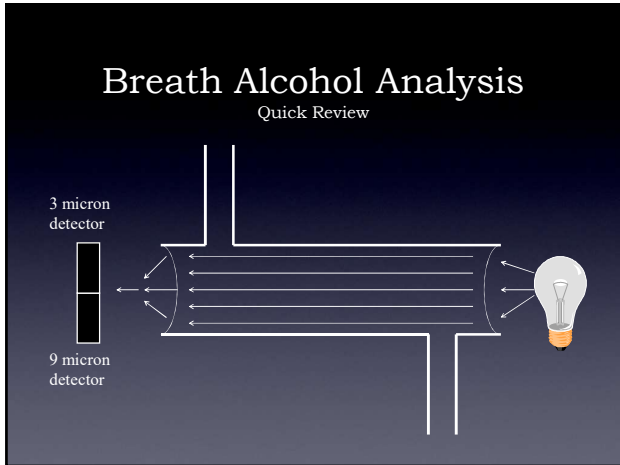 Breath Alcohol Analysis
Quick Review
3 micron
detector
9 micron
detector